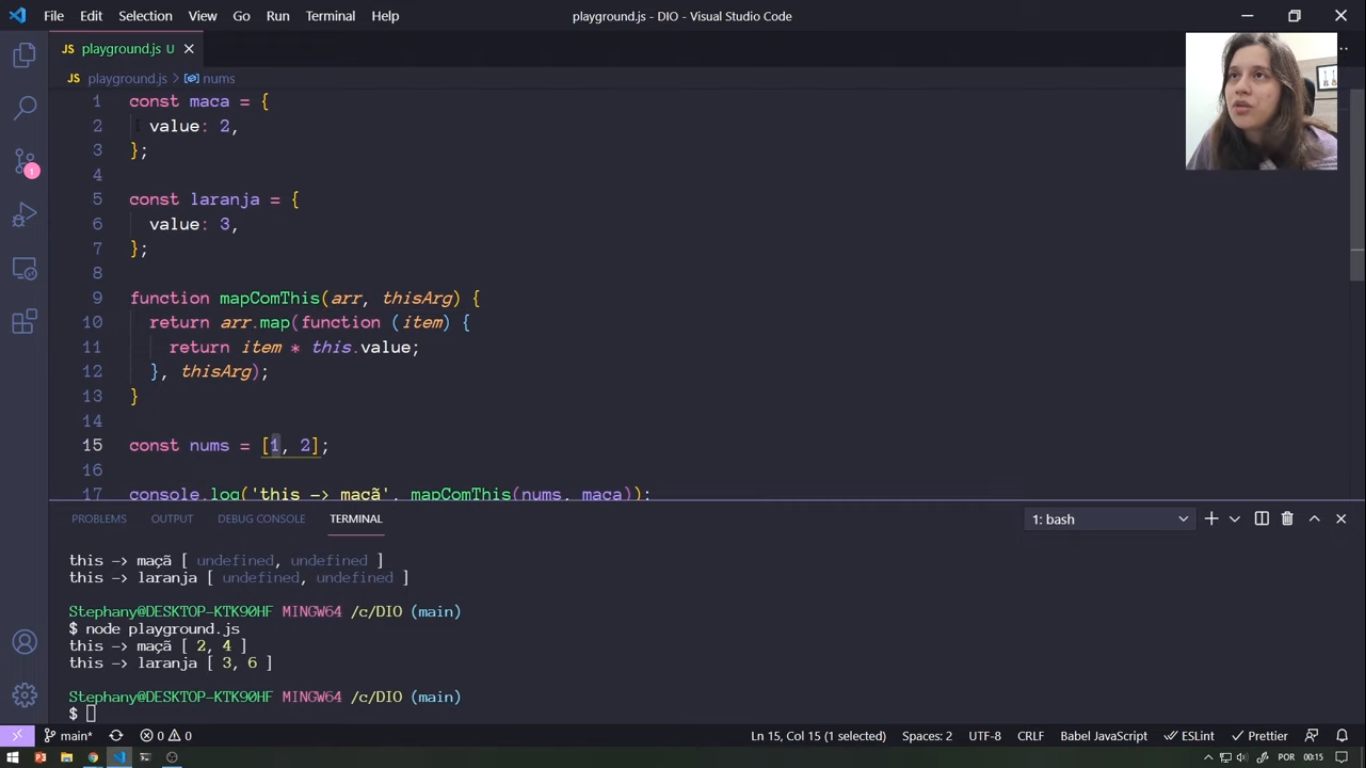 File Edit Selection View Go Run Terminal Help playground.js - DIO - Visual Studio Code
JS playground.js U
JS playground.js > nums
1 const maca = {
2 value: 2,
3 };
4
5 const laranja = {
6 value: 3,
7 };
8
9 function mapComThis(arr, thisArg) {
10 return arr.map(function (item) {
11 return item * this.value;
12 }, thisArg);
13 }
14
15 const nums = [1, 2];
16
17 console.log('this -> maçã', mapComThis(nums, maca));
1
PROBLEMS OUTPUT DEBUG CONSOLE TERMINAL 1: bash
this -> maçã [ undefined, undefined ]
this -> laranja [ undefined, undefined ]
Stephany@DESKTOP-KTK90HF MINGW64 /c/DIO (main)
$ node playground.js
this -> maçã [ 2, 4 ]
this -> laranja [ 3, 6 ]
Stephany@DESKTOP-KTK90HF MINGW64 /c/DIO (main)
$
main* 0 0 Ln 15, Col 15 (1 selected) Spaces: 2 UTF-8 CRLF Babel JavaScript ESLint Prettier
POR 00:15